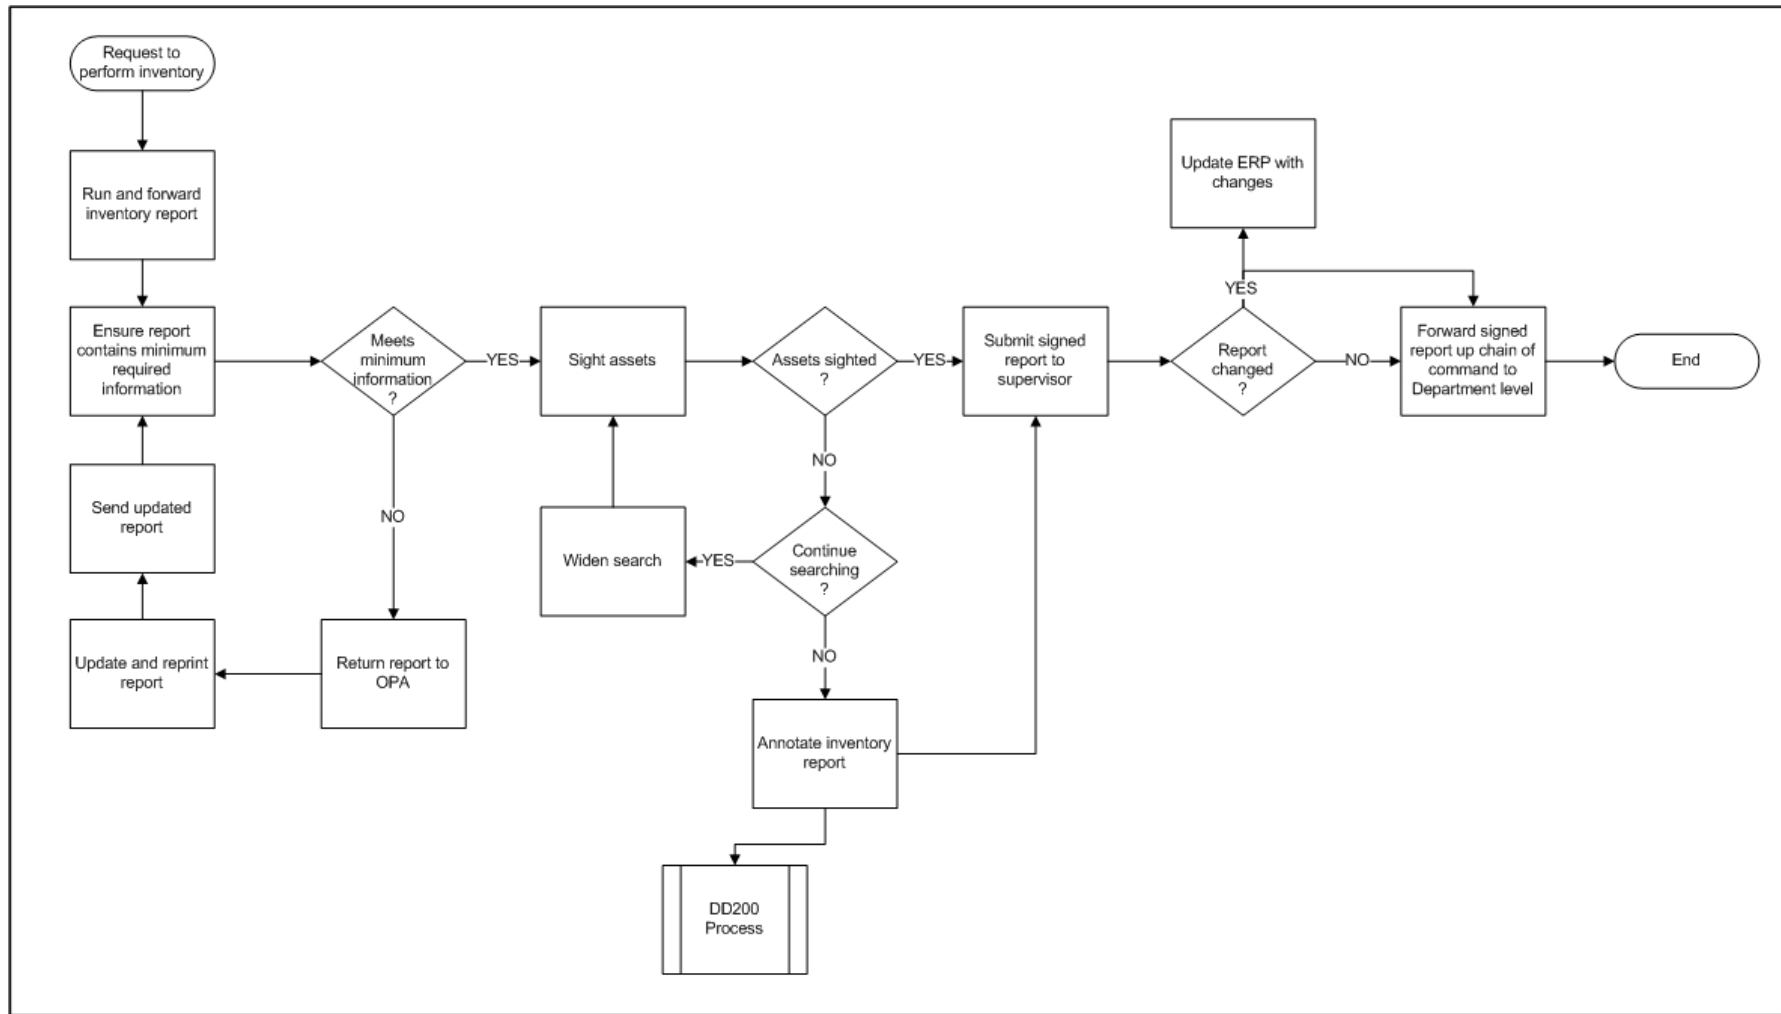 Request to
perform inventory
Run and forward
inventory report
Ensure report
contains minimum
required
information
Send updated
report
Update and reprint
report
Meets
minimum
information
?
YES
NO
Return report to
OPA
Sight assets
Widen search
Assets sighted
?
YES
NO
Continue
searching
?
YES
NO
Annotate inventory
report
DD200
Process
Submit signed
report to
supervisor
Report
changed
?
YES
Update ERP with
changes
NO
Forward signed
report up chain of
command to
Department level
End